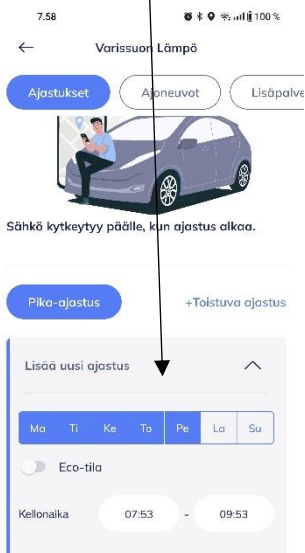 7.58 100 %
Varissuon Lämpö
Ajastukset Ajoneuvot Lisäpalve
Sähkö kytkeytyy päälle, kun ajastus alkaa.
Pika-ajastus +Toistuva ajastus
Lisää uusi ajastus
Ma Ti Ke To Pe La Su
Eco-tila
Kellonaika 07:53 - 09:53